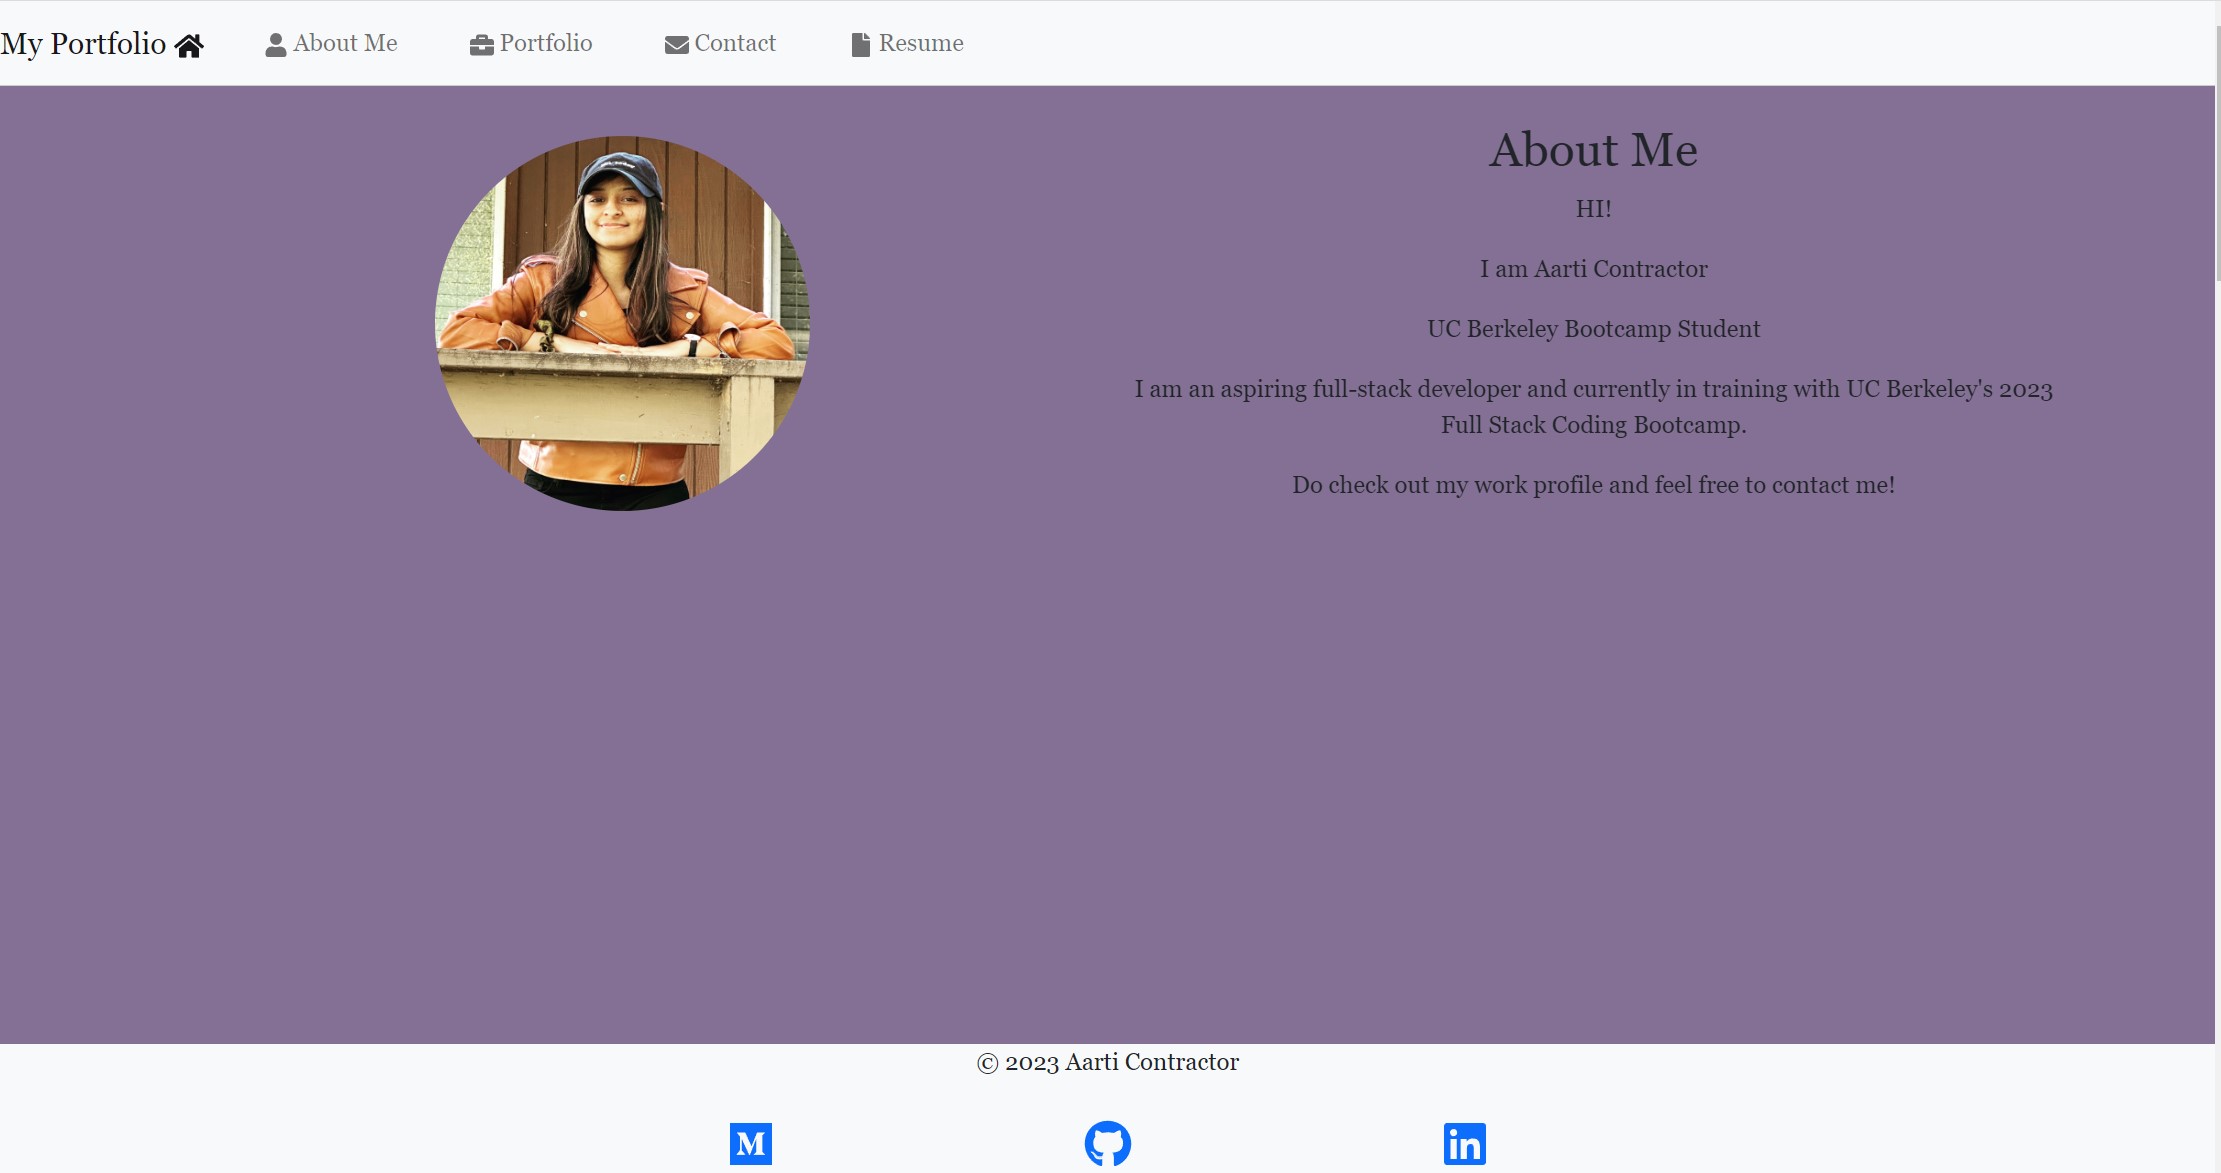 My Portfolio
About Me
Portfolio
Contact
Resume
About Me
HI!
I am Aarti Contractor
UC Berkeley Bootcamp Student
I am an aspiring full-stack developer and currently in training with UC Berkeley's 2023
Full Stack Coding Bootcamp.
Do check out my work profile and feel free to contact me!
© 2023 Aarti Contractor
M
in